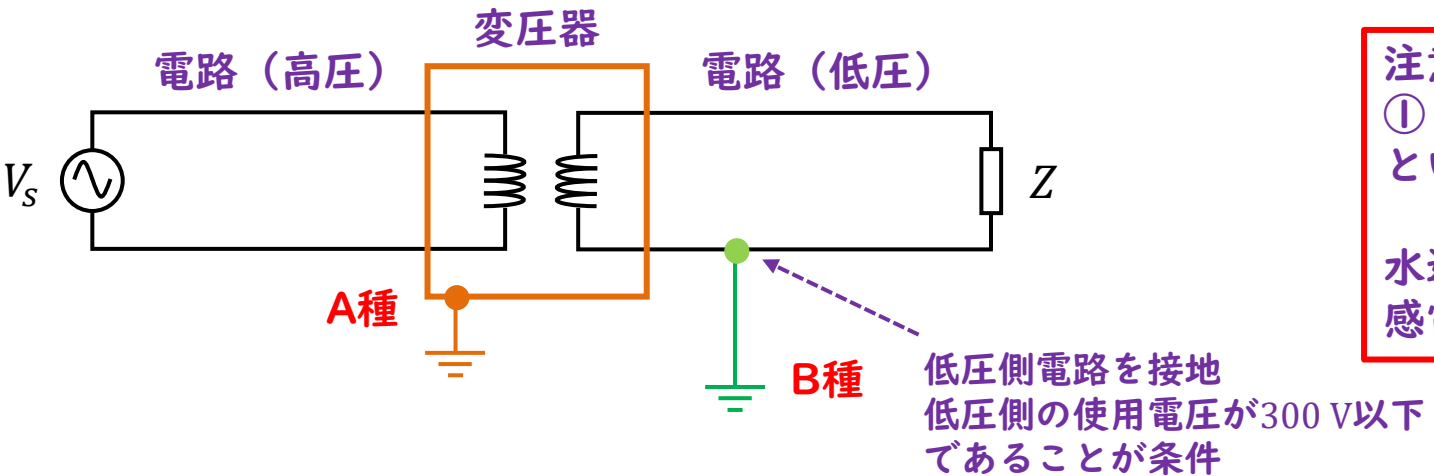 変圧器
電路（高圧）
電路（低圧）
注
①
と
V_S
Z
水
感
A種
B種
低圧側電路を接地
低圧側の使用電圧が300 V以下
であることが条件